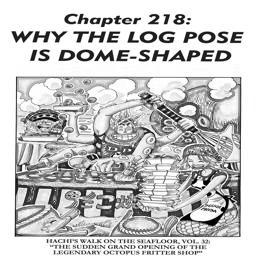 Chapter 218:
WHY THE LOG POSE
IS DOME-SHAPED
HACHI'S WALK ON THE SEAFLOOR, VOL. 32:
"THE SUDDEN GRAND OPENING OF THE
LEGENDARY OCTOPUS FRITTER SHOP"